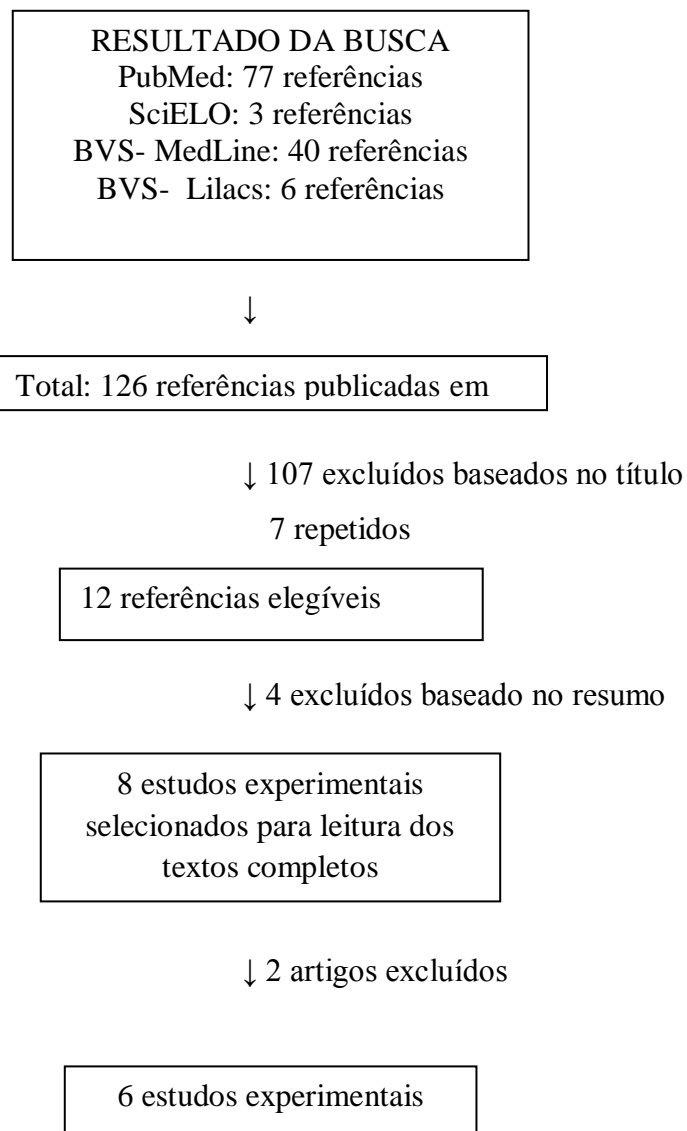 RESULTADO DA BUSCA
PubMed: 77 referências
SciELO: 3 referências
BVS- MedLine: 40 referências
BVS- Lilacs: 6 referências
↓
Total: 126 referências publicadas em
↓ 107 excluídos baseados no título
7 repetidos
12 referências elegíveis
↓ 4 excluídos baseado no resumo
8 estudos experimentais
selecionados para leitura dos
textos completos
↓ 2 artigos excluídos
6 estudos experimentais